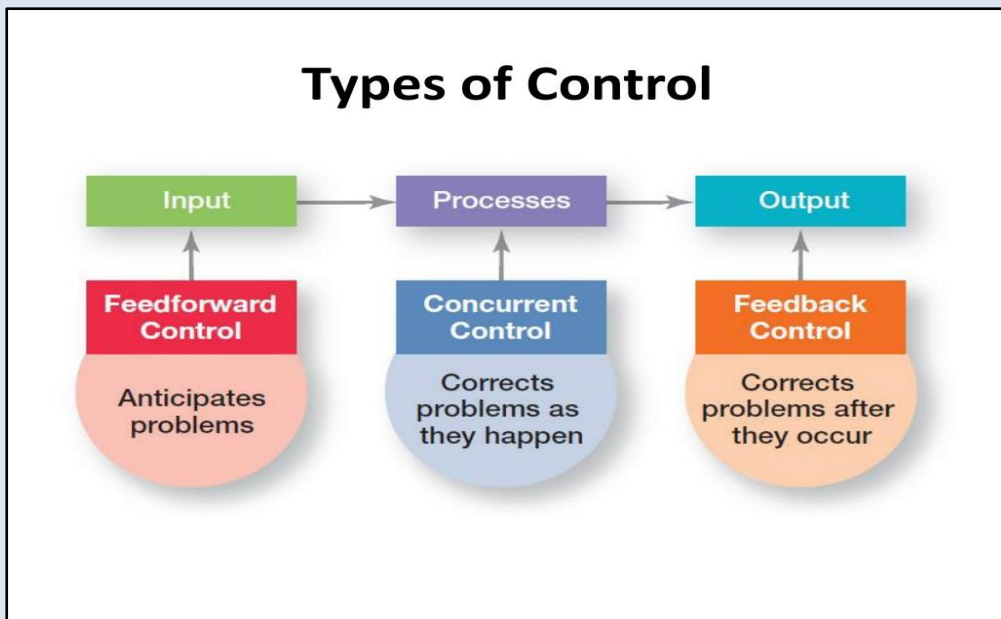 Types of Control
Input
Processes
Output
Feedforward
Control
Concurrent
Control
Feedback
Control
Anticipates
problems
Corrects
problems as
they happen
Corrects
problems after
they occur